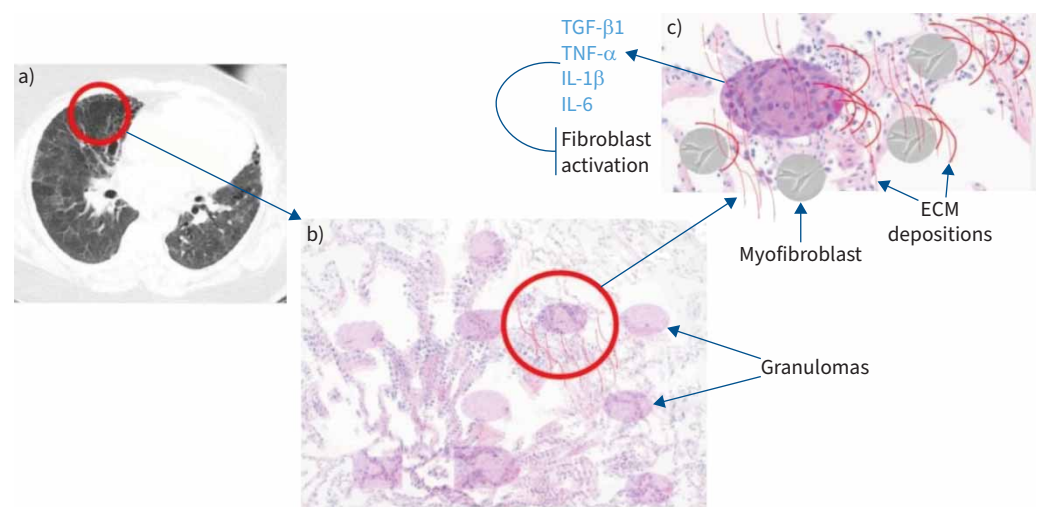 a)
TGF-β1
TNF-α
IL-1β
IL-6
Fibroblast
activation
c)
ECM
depositions
Myofibroblast
b)
Granulomas